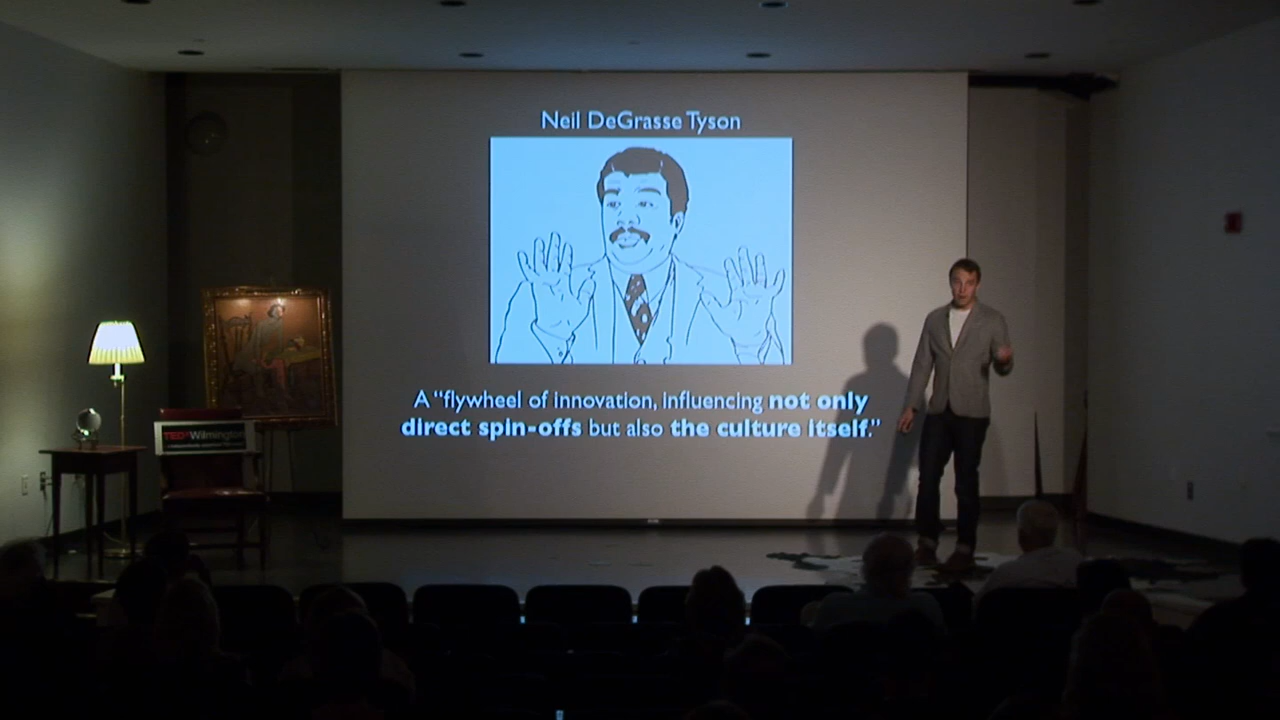 Neil DeGrasse Tyson
A “flywheel of innovation, influencing not only
direct spin-offs but also the culture itself.”
TEDxWilmington